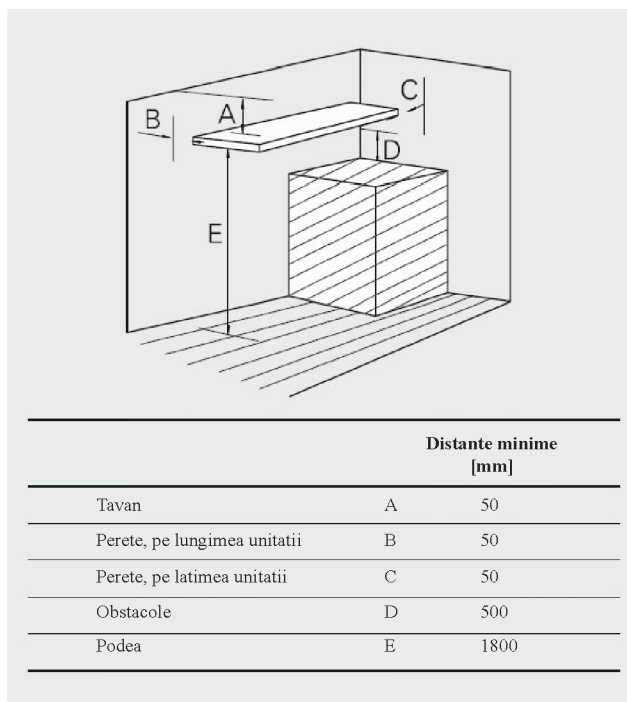 A
B
C
D
E
Distante minime
[mm]
Tavan A 50
Perete, pe lungimea unitatii B 50
Perete, pe latimea unitatii C 50
Obstacole D 500
Podea E 1800